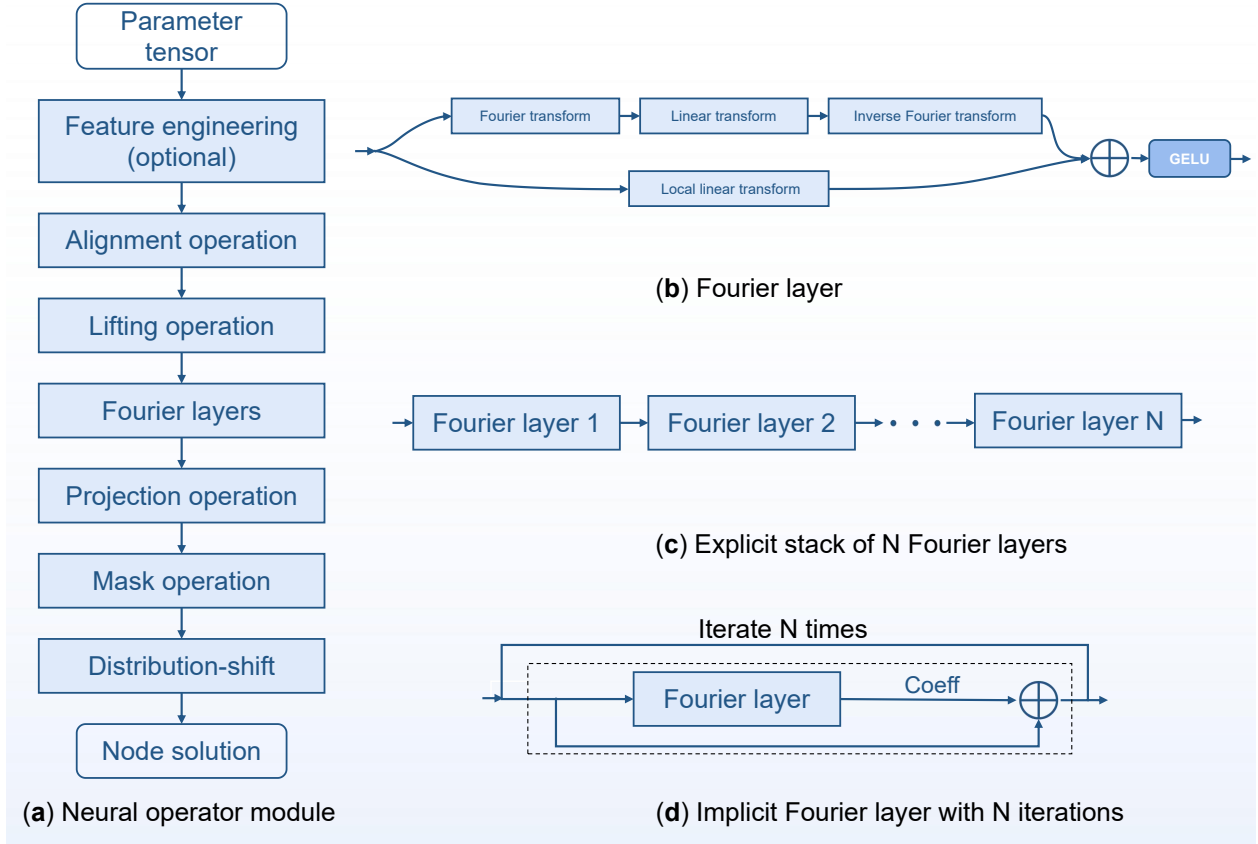 Parameter
tensor
Feature engineering
(optional)
Alignment operation
Lifting operation
Fourier layers
Projection operation
Mask operation
Distribution-shift
Node solution
(a) Neural operator module
Fourier transform
Linear transform
Inverse Fourier transform
GELU
Local linear transform
(b) Fourier layer
Fourier layer 1
Fourier layer 2
• • •
Fourier layer N
(c) Explicit stack of N Fourier layers
Iterate N times
Fourier layer
Coeff
(d) Implicit Fourier layer with N iterations